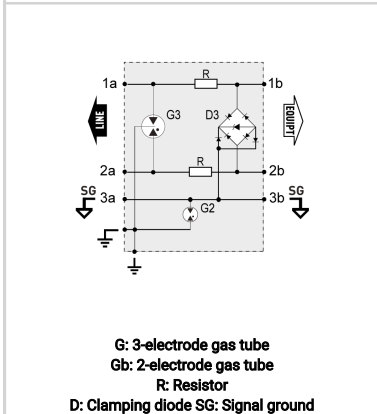 R
1a
1b
G3
D3
LINE
EQUIPT
R
2a
2b
SG
3a
3b
SG
G2
G: 3-electrode gas tube
Gb: 2-electrode gas tube
R: Resistor
D: Clamping diode SG: Signal ground